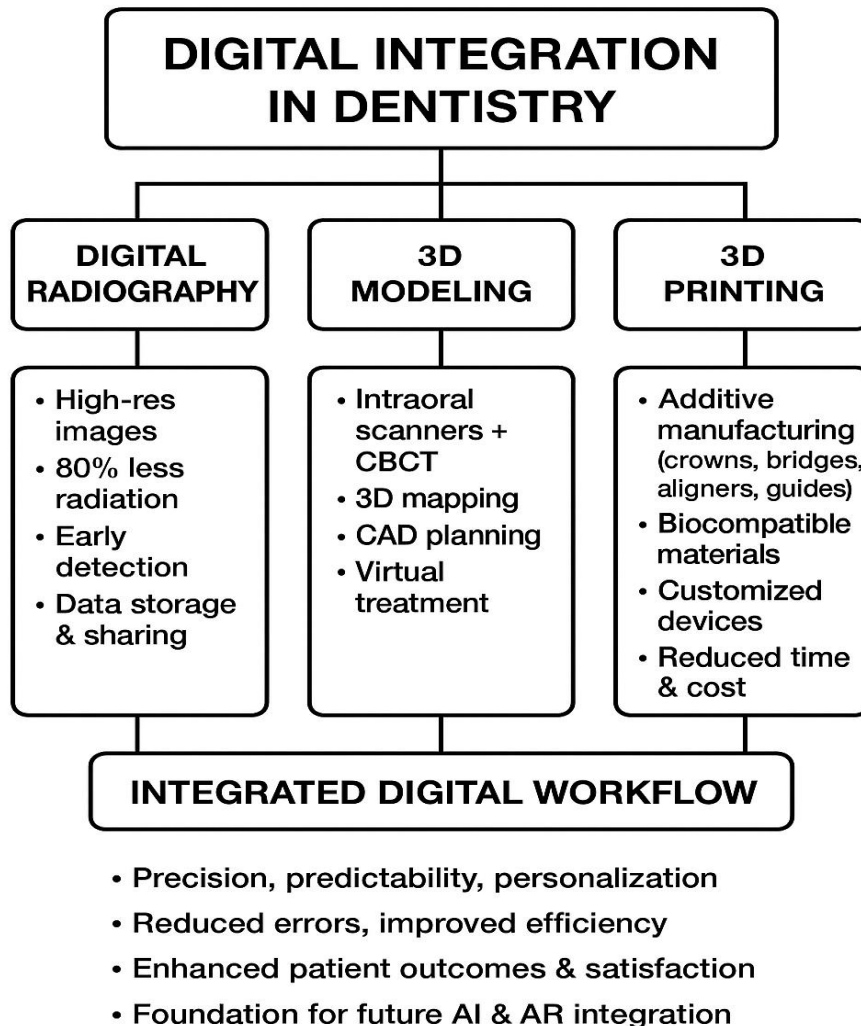 DIGITAL INTEGRATION
IN DENTISTRY
DIGITAL
RADIOGRAPHY
• High-res
images
• 80% less
radiation
• Early
detection
• Data storage
& sharing
3D
MODELING
• Intraoral
scanners +
CBCT
• 3D mapping
• CAD planning
• Virtual
treatment
3D
PRINTING
• Additive
manufacturing
(crowns, bridges,
aligners, guides)
• Biocompatible
materials
• Customized
devices
• Reduced time
& cost
INTEGRATED DIGITAL WORKFLOW
• Precision, predictability, personalization
• Reduced errors, improved efficiency
• Enhanced patient outcomes & satisfaction
• Foundation for future AI & AR integration